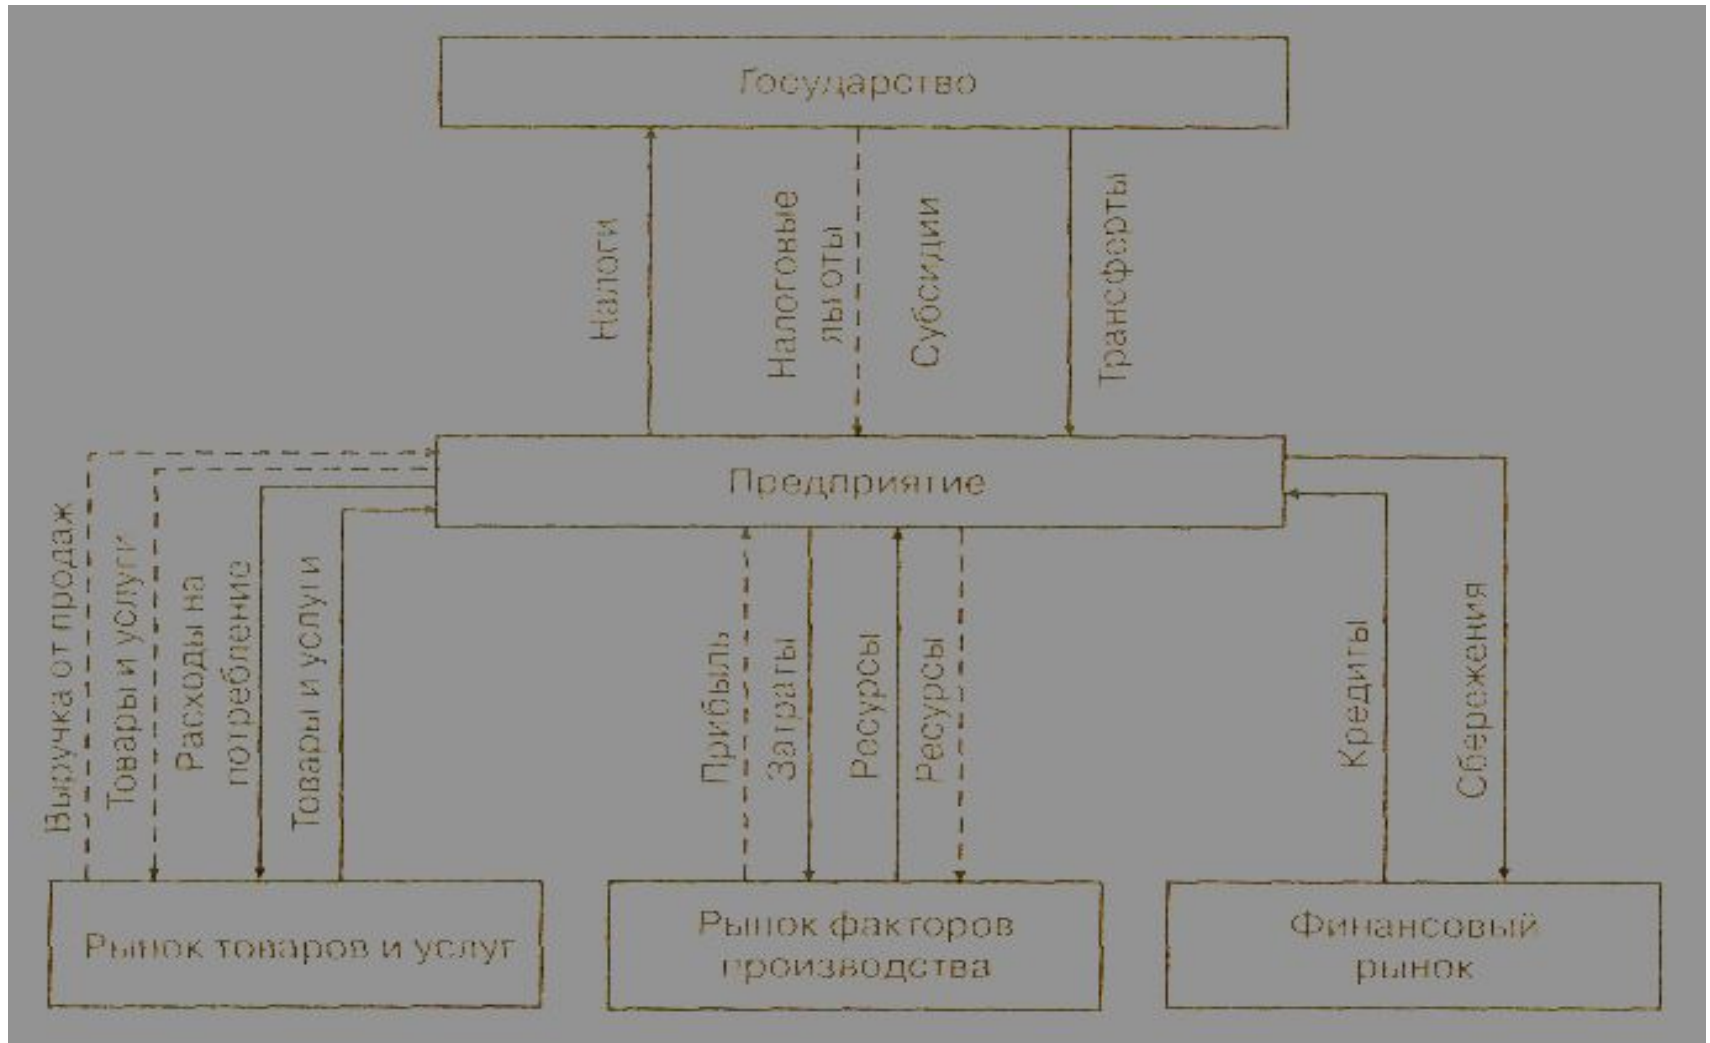 Государство
Налоги
Налоговые
льготы
Субсидии
Трансферты
Предприятие
Выручка от продаж
Товары и услуги
Расходы на
потребление
Товары и услуги
Прибыль
Затраты
Ресурсы
Ресурсы
Кредиты
Сбережения
Рынок товаров и услуг
Рынок факторов
производства
Финансовый
рынок